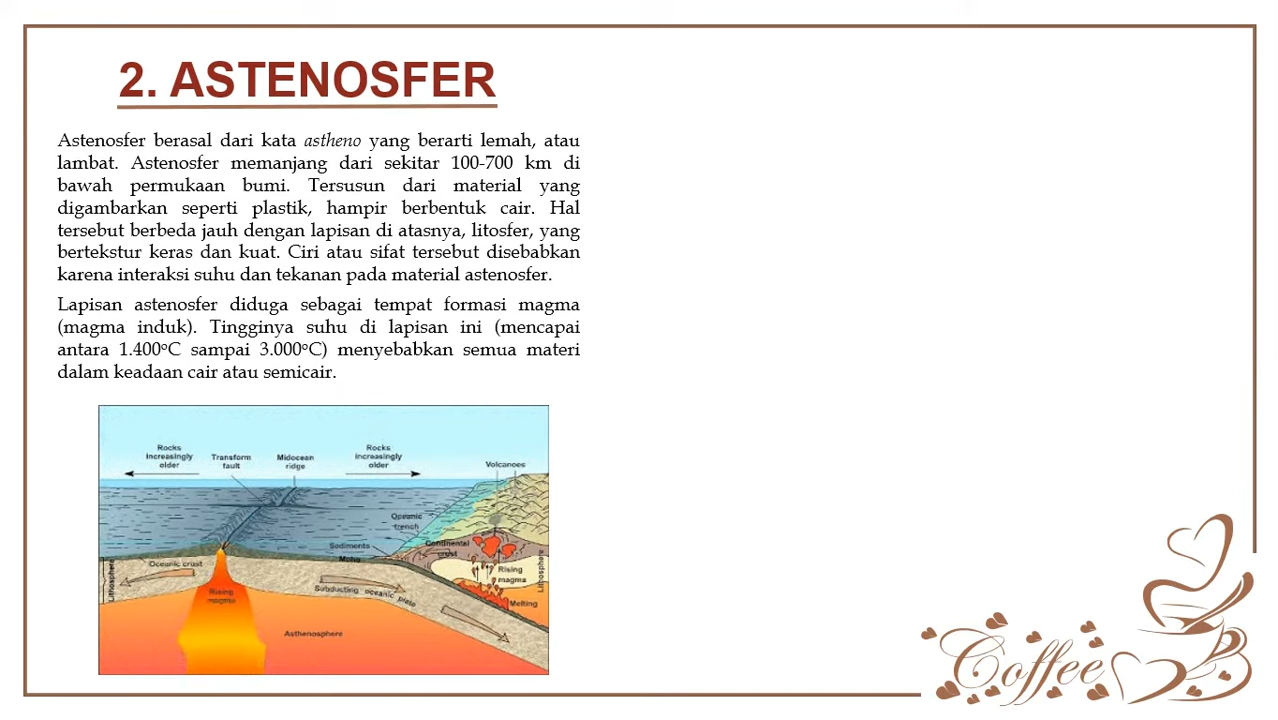 2. ASTENOSFER
Astenosfer berasal dari kata astheno yang berarti lemah, atau
lambat. Astenosfer memanjang dari sekitar 100-700 km di
bawah permukaan bumi. Tersusun dari material yang
digambarkan seperti plastik, hampir berbentuk cair. Hal
tersebut berbeda jauh dengan lapisan di atasnya, litosfer, yang
bertekstur keras dan kuat. Ciri atau sifat tersebut disebabkan
karena interaksi suhu dan tekanan pada material astenosfer.
Lapisan astenosfer diduga sebagai tempat formasi magma
(magma induk). Tingginya suhu di lapisan ini (mencapai
antara 1.400°C sampai 3.000°C) menyebabkan semua materi
dalam keadaan cair atau semicair.
Rocks
increasingly
older
Transform
fault
Midocean
ridge
Rocks
increasingly
older
Volcanoes
Oceanic
trench
Sediments
Moho
Continental
crust
Lithosphere
Oceanic crust
Rising
magma
Subducting oceanic plate
Rising
magma
Melting
Lithosphere
Asthenosphere
Coffee